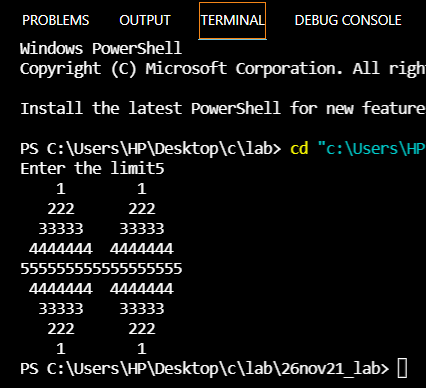 PROBLEMS OUTPUT TERMINAL DEBUG CONSOLE
Windows PowerShell
Copyright (C) Microsoft Corporation. All righ
Install the latest PowerShell for new feature
PS C:\Users\HP\Desktop\c\lab> cd "c:\Users\HP
Enter the limit5
    1        1
   222      222
  33333    33333
 4444444  4444444
555555555555555555
 4444444  4444444
  33333    33333
   222      222
    1        1
PS C:\Users\HP\Desktop\c\lab\26nov21_lab>